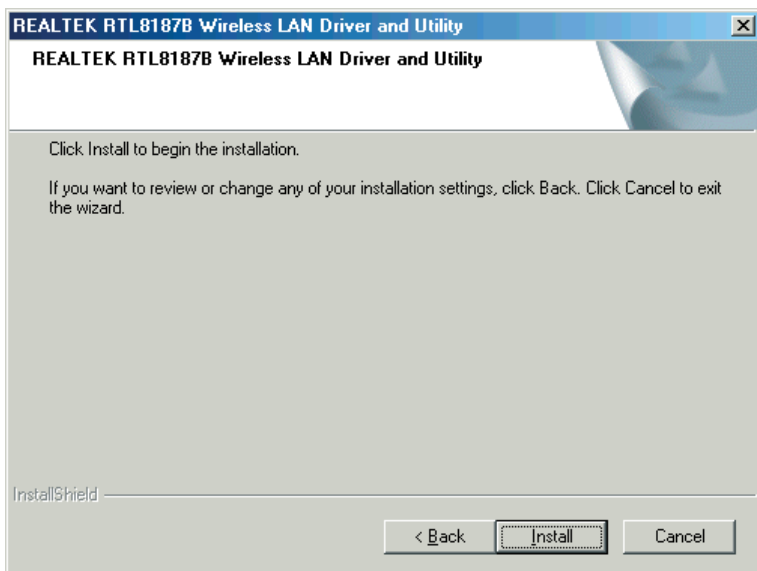 REALTEK RTL8187B Wireless LAN Driver and Utility
REALTEK RTL8187B Wireless LAN Driver and Utility
Click Install to begin the installation.
If you want to review or change any of your installation settings, click Back. Click Cancel to exit
the wizard.
InstallShield
< Back Install Cancel